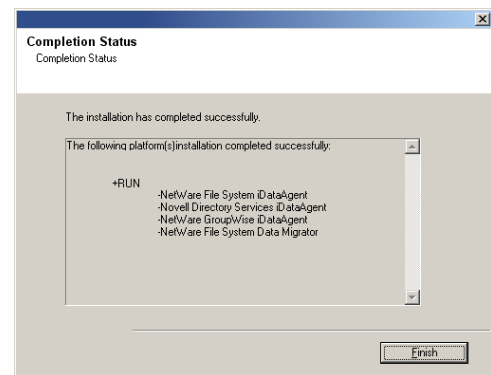 Completion Status
Completion Status
The installation has completed successfully.
The following platform(s)installation completed successfully:
+RUN
-NetWare File System iDataAgent
-Novell Directory Services iDataAgent
-NetWare GroupWise iDataAgent
-NetWare File System Data Migrator
Finish